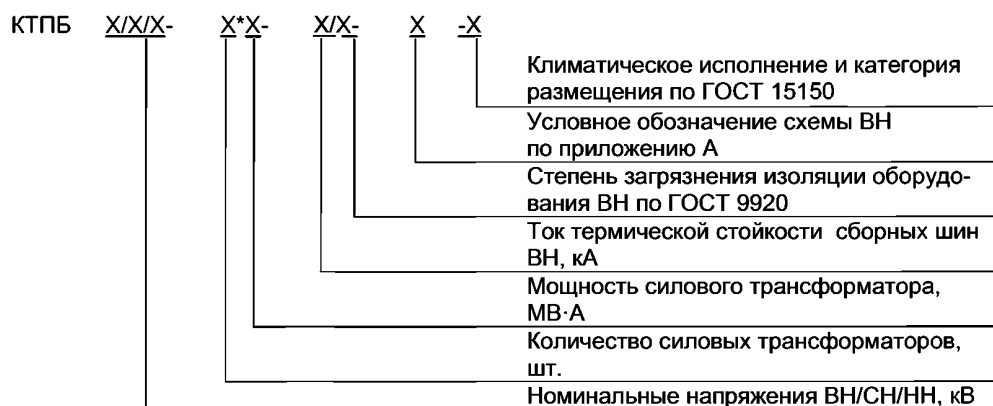 КТПБ X/X/X- X*X- X/X- X -X
Климатическое исполнение и категория
размещения по ГОСТ 15150
Условное обозначение схемы ВН
по приложению А
Степень загрязнения изоляции оборудо-
вания ВН по ГОСТ 9920
Ток термической стойкости сборных шин
ВН, кА
Мощность силового трансформатора,
МВ·А
Количество силовых трансформаторов,
шт.
Номинальные напряжения ВН/СН/НН, кВ